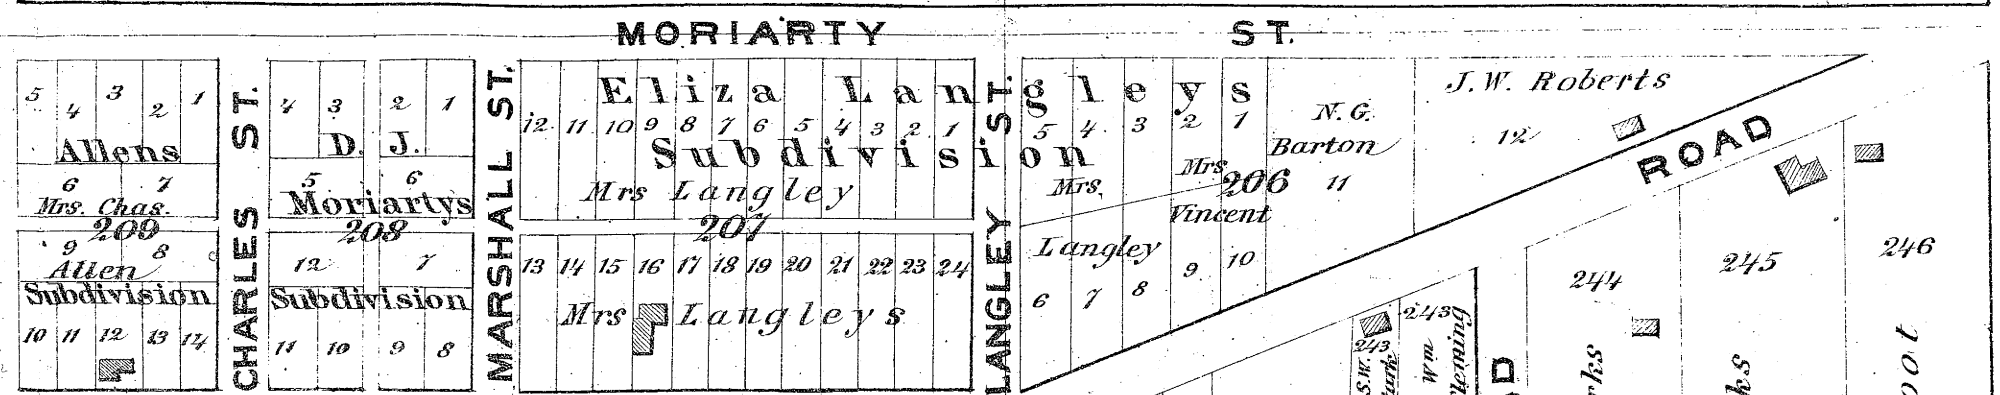 MORIARTY ST.
5 4 3 2 1
Allens
6 7
Mrs. Chas.
209
9 8
Allen
Subdivision
10 11 12 13 14
CHARLES ST.
4 3 2 1
D. J.
5 6
Moriartys
208
12 7
Subdivision
11 10 9 8
MARSHALL ST.
Eliza Langleys
12 11 10 9 8 7 6 5 4 3 2 1
Subdivision
Mrs Langley
207
13 14 15 16 17 18 19 20 21 22 23 24
Mrs Langleys
LANGLEY ST.
5 4 3 2 1
Mrs.
Langley
Mrs
206
Vincent
6 7 8 9 10
N. G.
Barton
11
J. W. Roberts
12
ROAD
243
S.W.
243
Wm
244
245
246